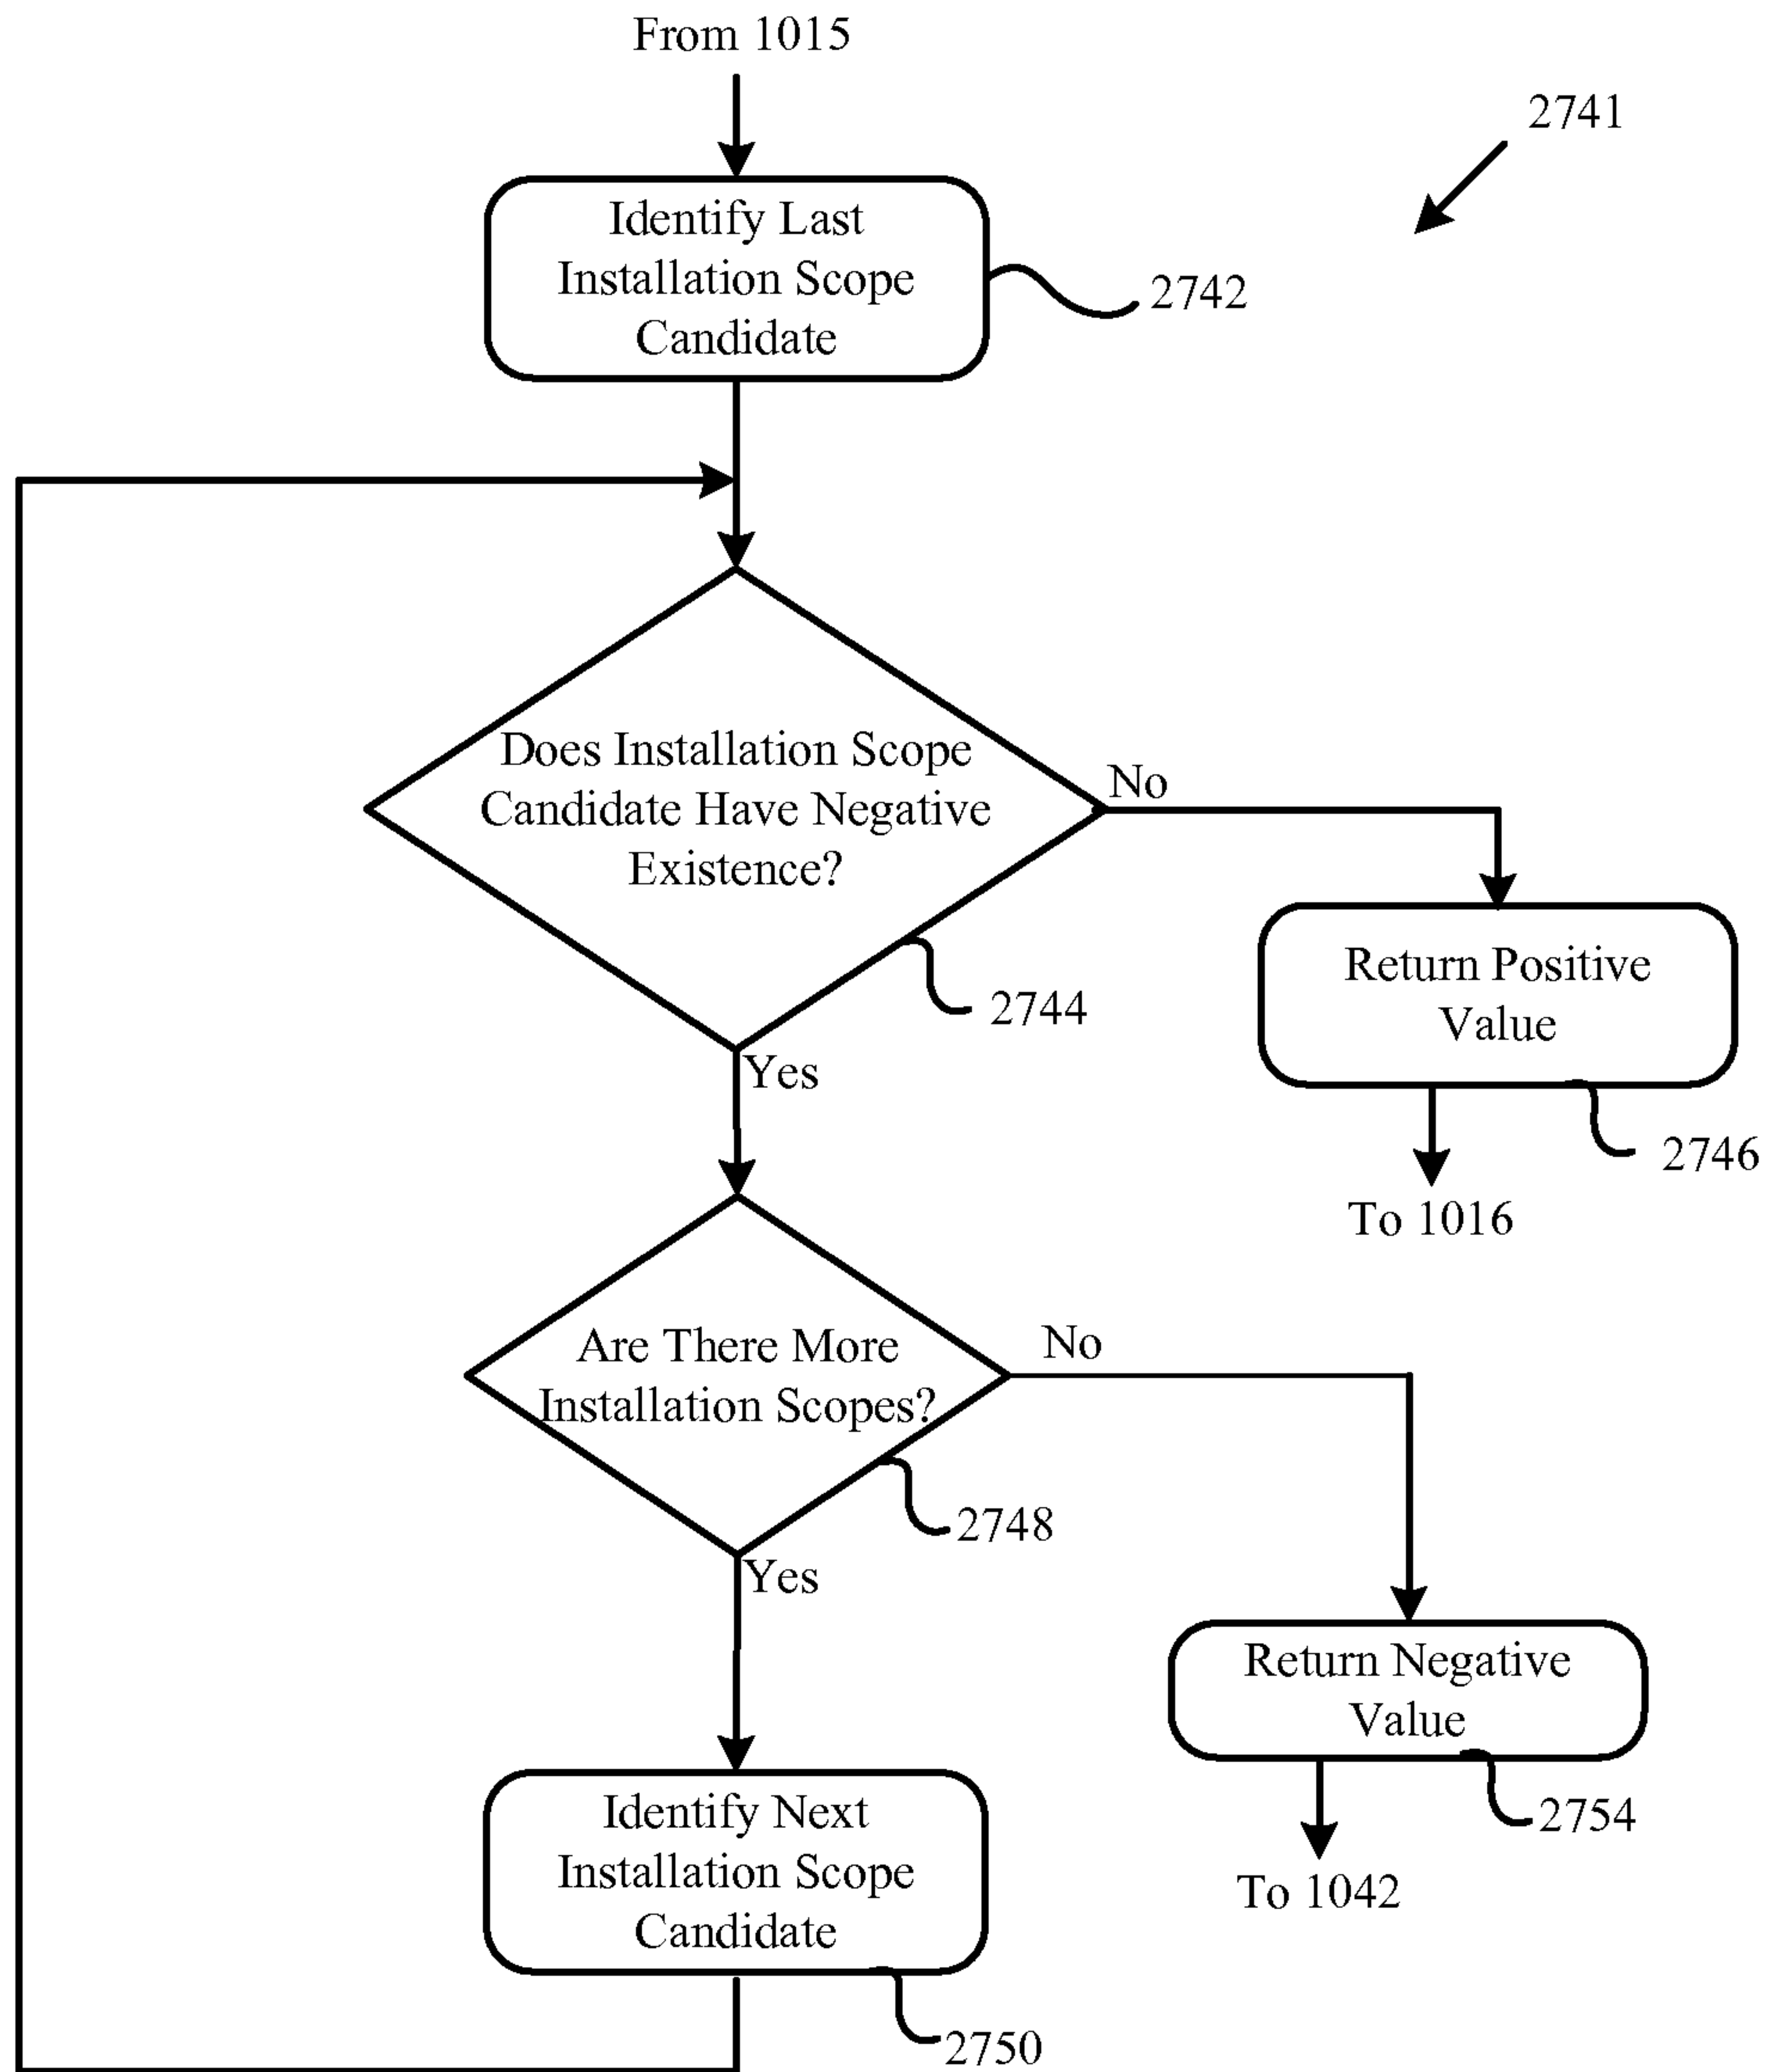 From 1015
2741
Identify Last
Installation Scope
Candidate
2742
Does Installation Scope
Candidate Have Negative
Existence?
No
2744
Yes
Return Positive
Value
2746
To 1016
Are There More
Installation Scopes?
No
2748
Yes
Return Negative
Value
2754
To 1042
Identify Next
Installation Scope
Candidate
2750